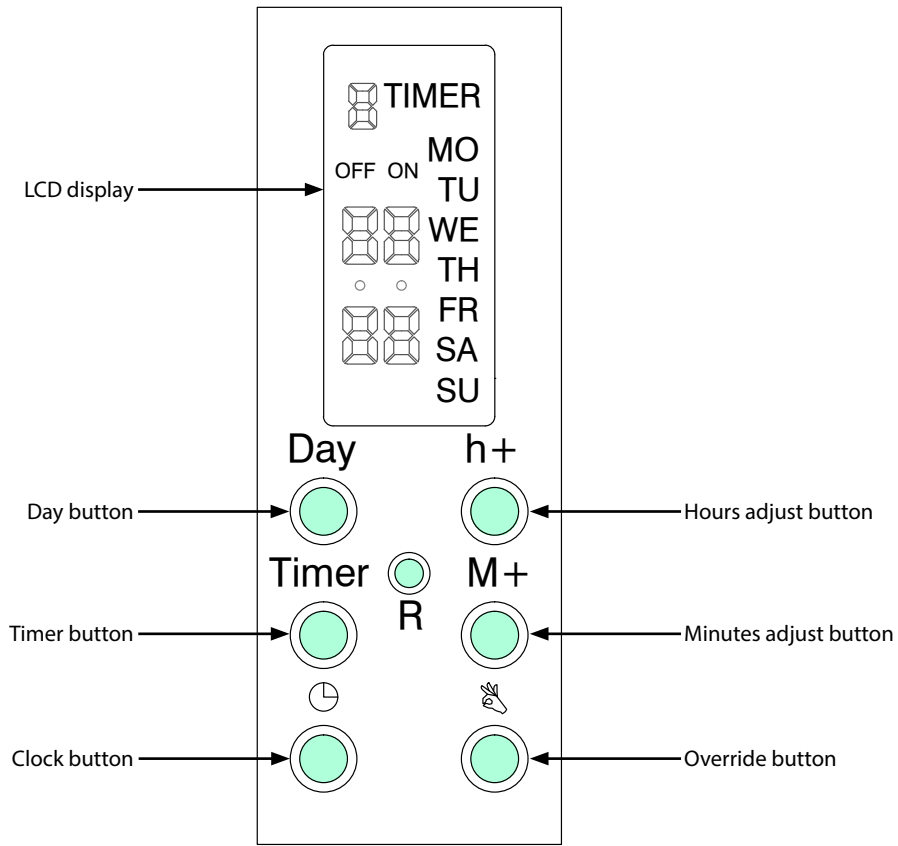 TIMER
MO
OFF ON
TU
LCD display
WE
TH
FR
SA
SU
Day
h+
Day button
Hours adjust button
Timer
M+
R
Timer button
Minutes adjust button
Clock button
Override button